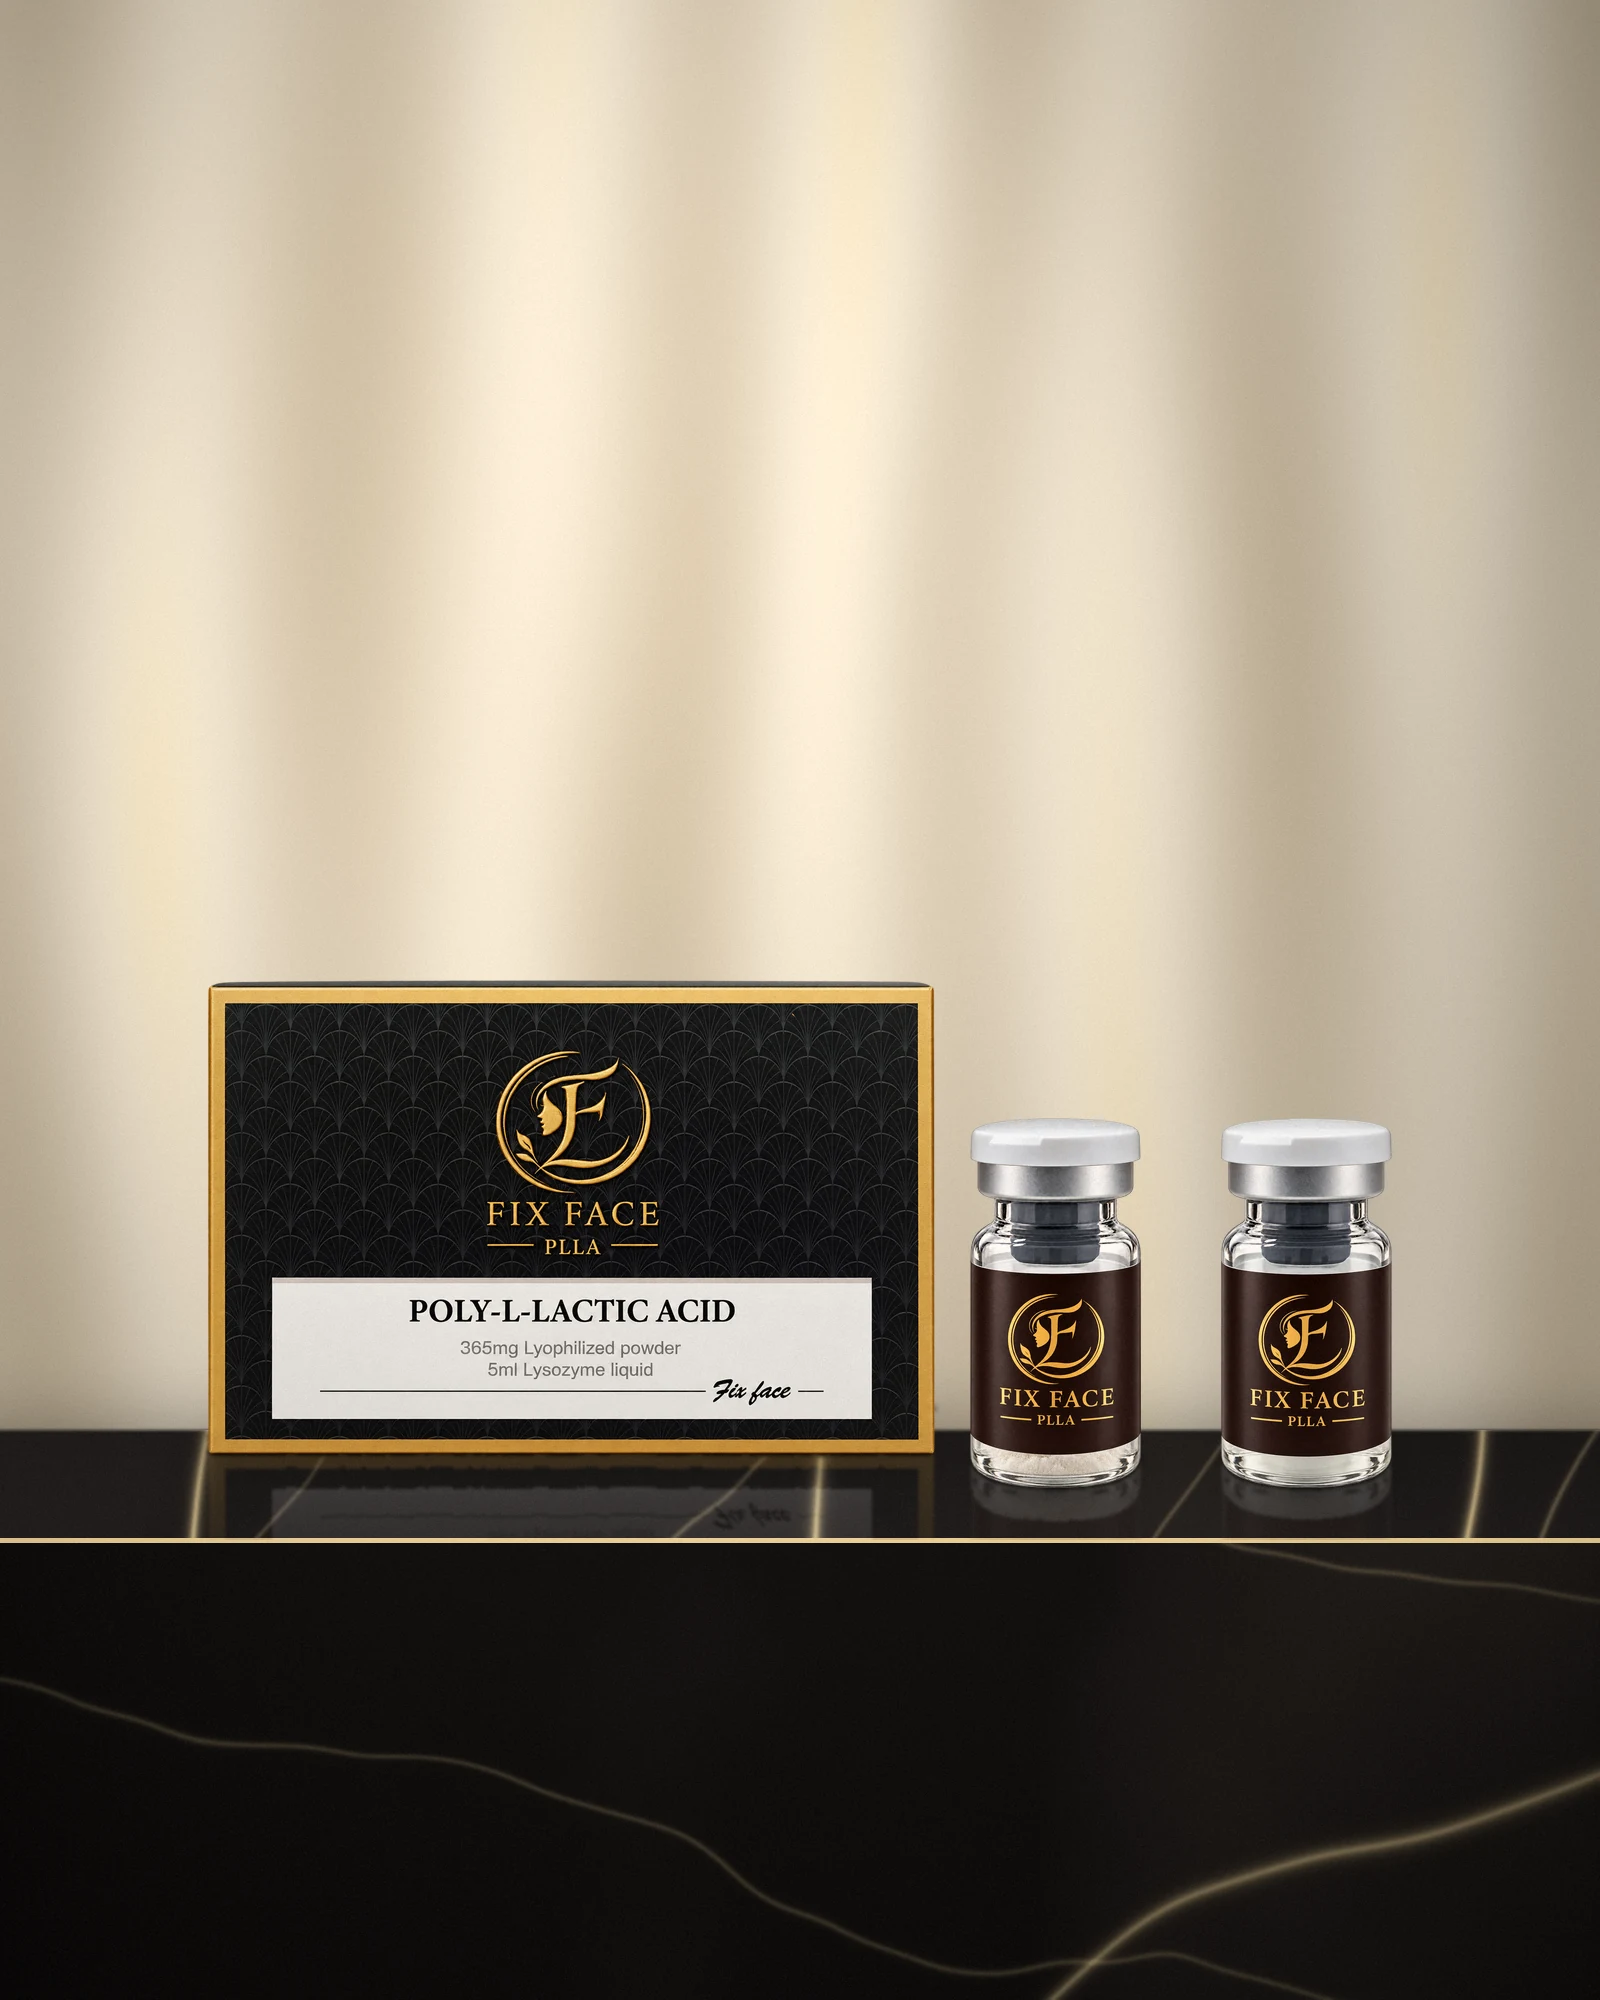 FIX FACE
PLLA
POLY-L-LACTIC ACID
365mg Lyophilized powder
5ml Lysozyme liquid
Fix face
FIX FACE
PLLA
FIX FACE
PLLA